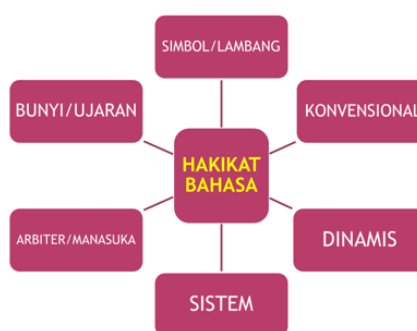 SIMBOL/LAMBANG
BUNYI/UJARAN
KONVENSIONAL
HAKIKAT
BAHASA
ARBITER/MANASUKA
DINAMIS
SISTEM